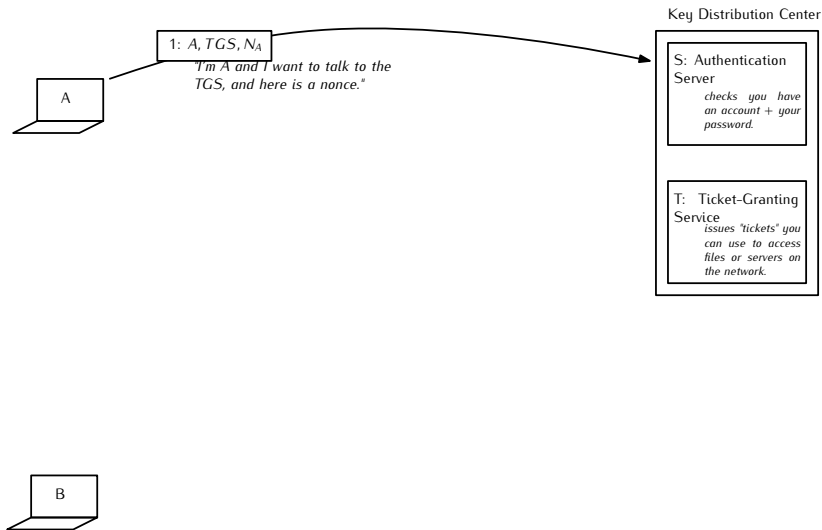 Key Distribution Center
1: A, TGS, N_A
"I'm A and I want to talk to the
TGS, and here is a nonce."
A
S: Authentication
Server
checks you have
an account + your
password.
T: Ticket-Granting
Service
issues "tickets" you
can use to access
files or servers on
the network.
B